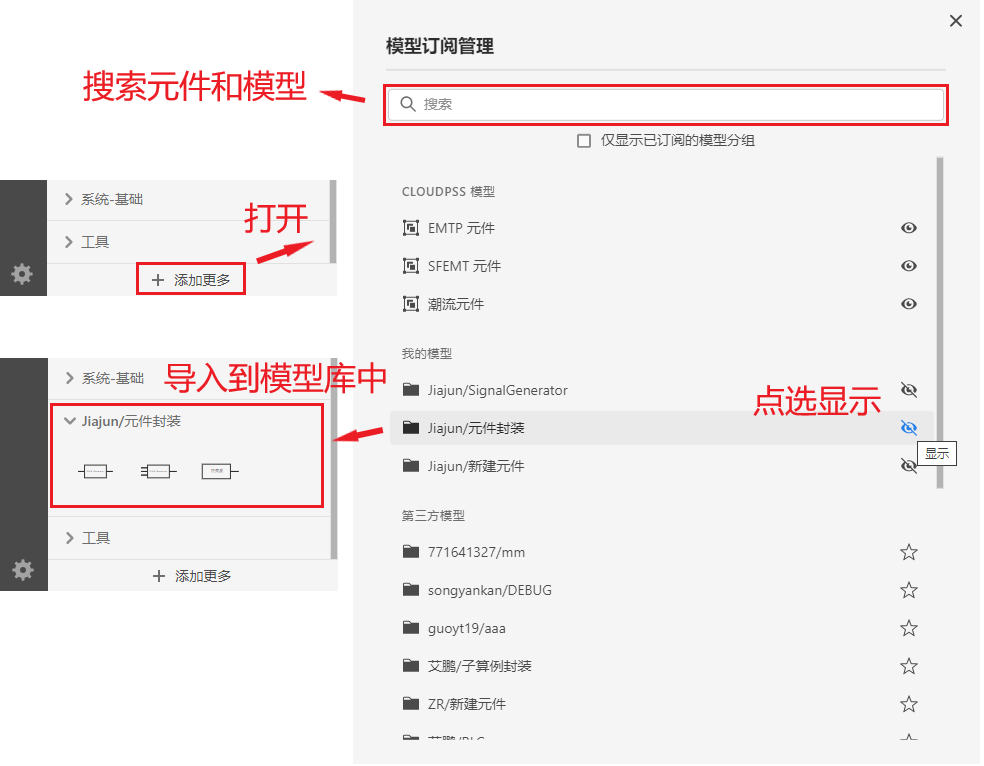 模型订阅管理
搜索元件和模型
搜索
仅显示已订阅的模型分组
系统-基础
打开
工具
添加更多
CLOUDPSS 模型
EMTP 元件
SFEMT 元件
潮流元件
系统-基础
导入到模型库中
Jiajun/元件封装
工具
添加更多
我的模型
Jiajun/SignalGenerator
点选显示
Jiajun/元件封装
显示
Jiajun/新建元件
第三方模型
771641327/mm
songyankan/DEBUG
guoyt19/aaa
艾鹏/子算例封装
ZR/新建元件